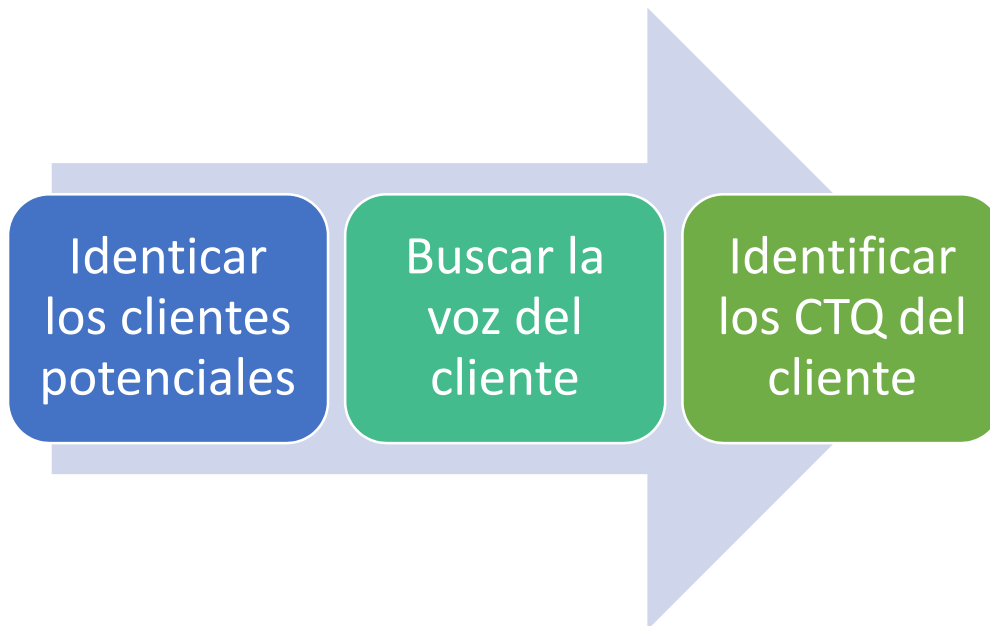 Identicar
los clientes
potenciales
Buscar la
voz del
cliente
Identificar
los CTQ del
cliente